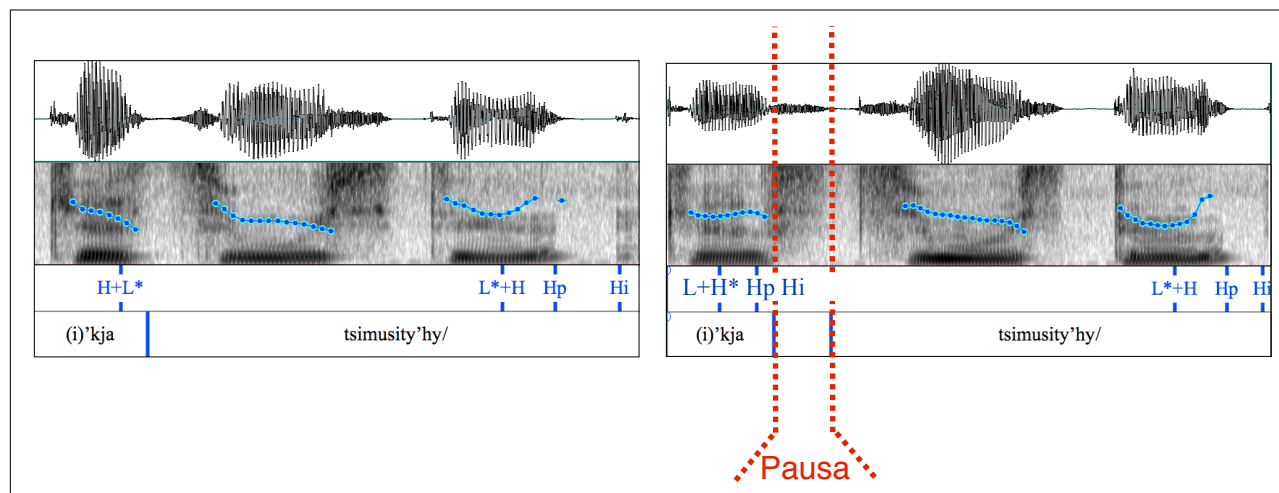 H+L* L*+H Hp Hi
(i)’kja tsimusity’hy/
L+H* Hp Hi L*+H Hp Hi
(i)’kja tsimusity’hy/
Pausa